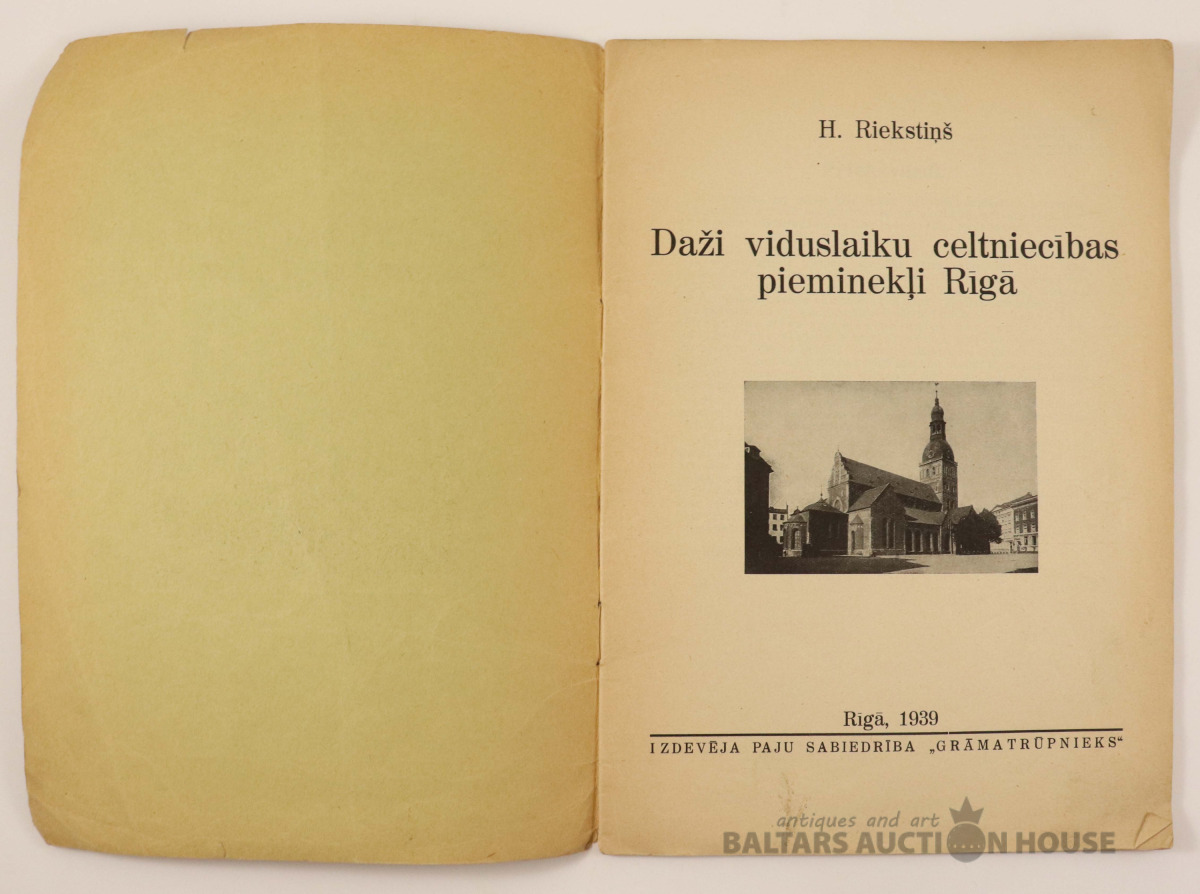 H. Riekstiņš
Daži viduslaiku celtniecības
pieminekļi Rīgā
Rīgā, 1939
IZDEVĒJA PAJU SABIEDRĪBA „GRĀMATRŪPNIEKS“
antiques and art
BALTARS AUCTION HOUSE